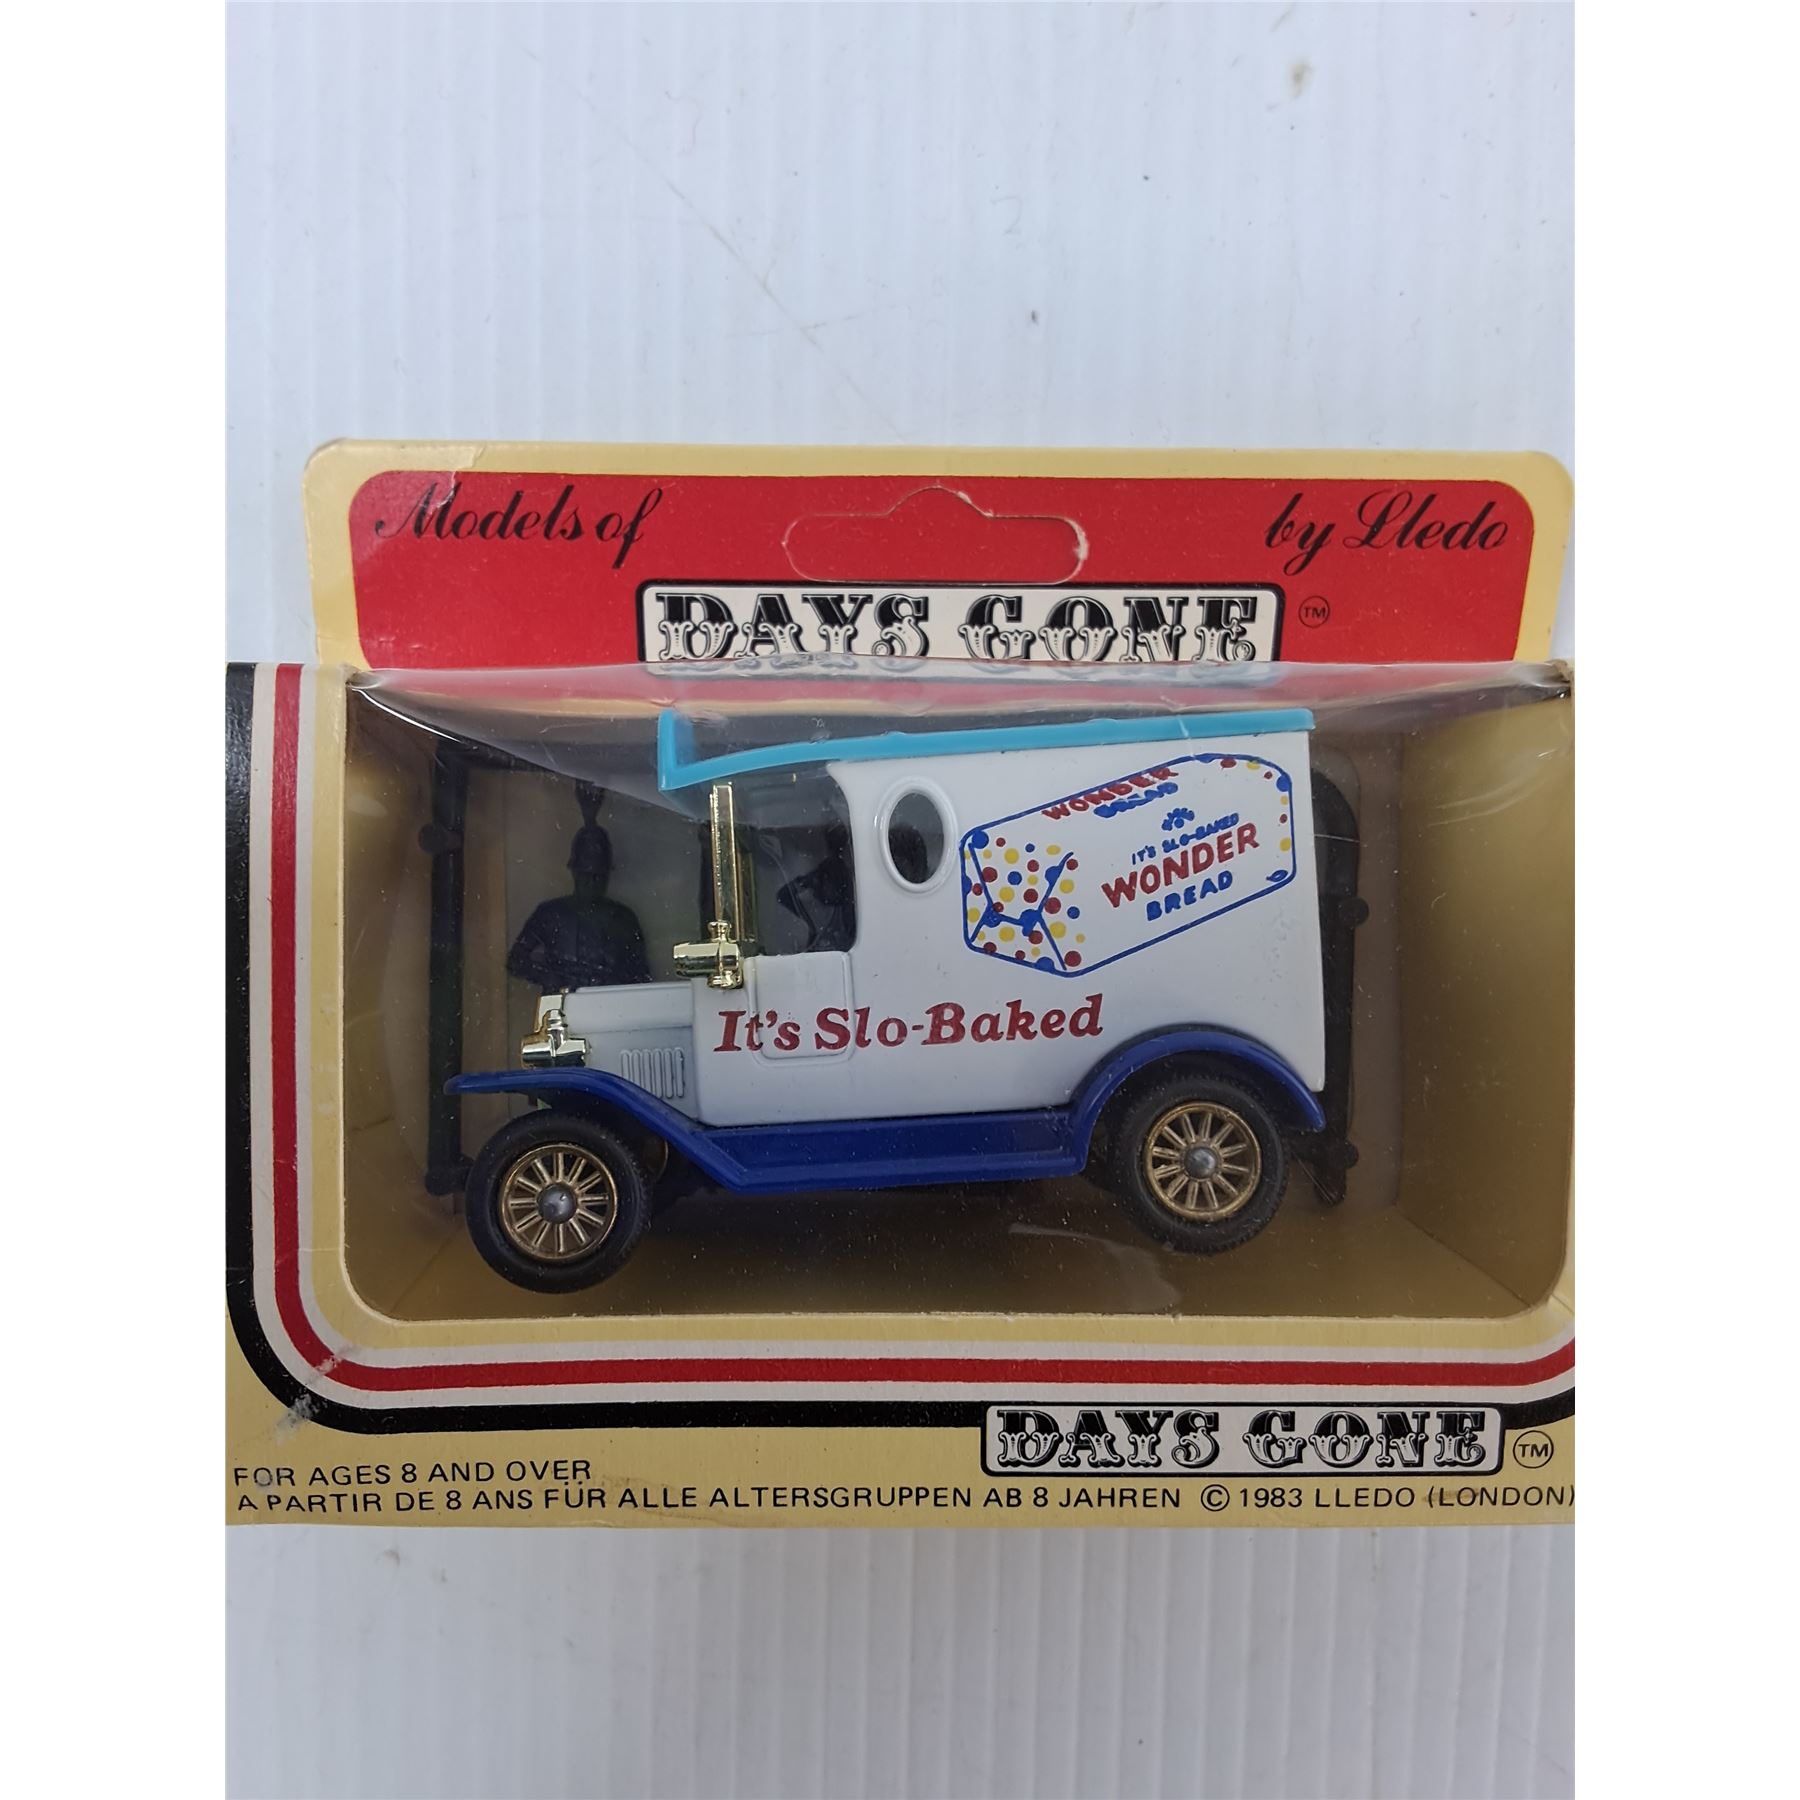 Models of
by Lledo
DAYS GONE TM
WONDER
BREAD
IT'S SLO-BAKED
WONDER
BREAD
It's Slo-Baked
DAYS GONE TM
FOR AGES 8 AND OVER
A PARTIR DE 8 ANS FÜR ALLE ALTERSGRUPPEN AB 8 JAHREN © 1983 LLEDO (LONDON)